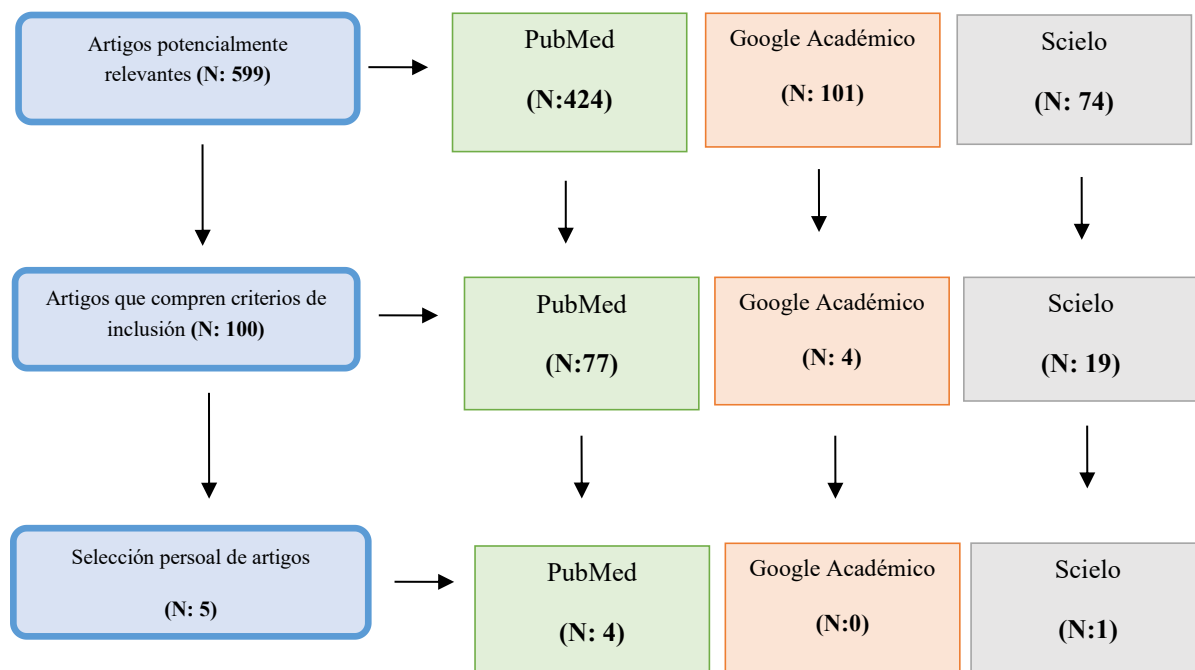 Artigos potencialmente
relevantes (N: 599)
PubMed
(N:424)
Google Académico
(N: 101)
Scielo
(N: 74)
Artigos que compren criterios de
inclusión (N: 100)
PubMed
(N:77)
Google Académico
(N: 4)
Scielo
(N: 19)
Selección persoal de artigos
(N: 5)
PubMed
(N: 4)
Google Académico
(N:0)
Scielo
(N:1)